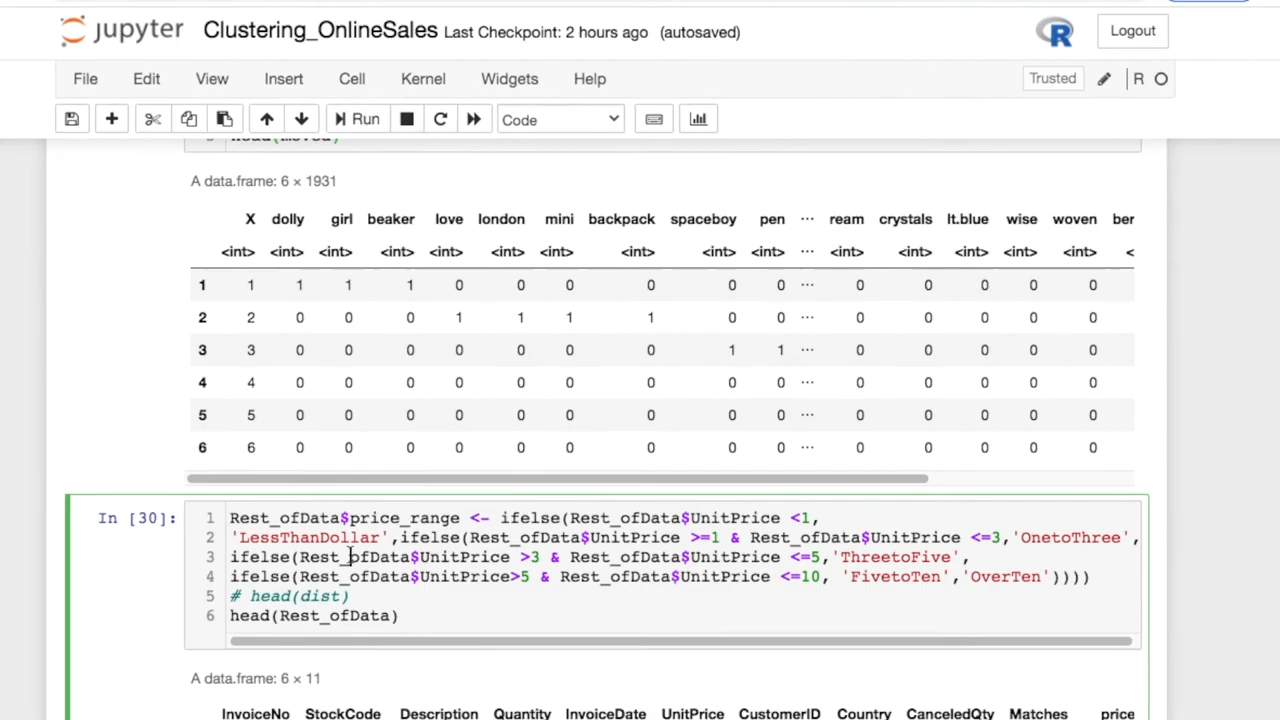 jupyter Clustering_OnlineSales Last Checkpoint: 2 hours ago (autosaved) R Logout
File Edit View Insert Cell Kernel Widgets Help Trusted R
Run Code
A data.frame: 6 × 1931
X dolly girl beaker love london mini backpack spaceboy pen ⋯ ream crystals lt.blue wise woven ber
<int> <int> <int> <int> <int> <int> <int> <int> <int> <int> ⋯ <int> <int> <int> <int> <int> <
1 1 1 1 1 0 0 0 0 0 0 ⋯ 0 0 0 0 0
2 2 0 0 0 1 1 1 1 0 0 ⋯ 0 0 0 0 0
3 3 0 0 0 0 0 0 0 1 1 ⋯ 0 0 0 0 0
4 4 0 0 0 0 0 0 0 0 0 ⋯ 0 0 0 0 0
5 5 0 0 0 0 0 0 0 0 0 ⋯ 0 0 0 0 0
6 6 0 0 0 0 0 0 0 0 0 ⋯ 0 0 0 0 0
In [30]: 1 Rest_ofData$price_range <- ifelse(Rest_ofData$UnitPrice <1,
2 'LessThanDollar',ifelse(Rest_ofData$UnitPrice >=1 & Rest_ofData$UnitPrice <=3,'OnetoThree',
3 ifelse(Rest_ofData$UnitPrice >3 & Rest_ofData$UnitPrice <=5,'ThreetoFive',
4 ifelse(Rest_ofData$UnitPrice>5 & Rest_ofData$UnitPrice <=10, 'FivetoTen','OverTen'))))
5 # head(dist)
6 head(Rest_ofData)
A data.frame: 6 × 11
InvoiceNo StockCode Description Quantity InvoiceDate UnitPrice CustomerID Country CanceledQty Matches price